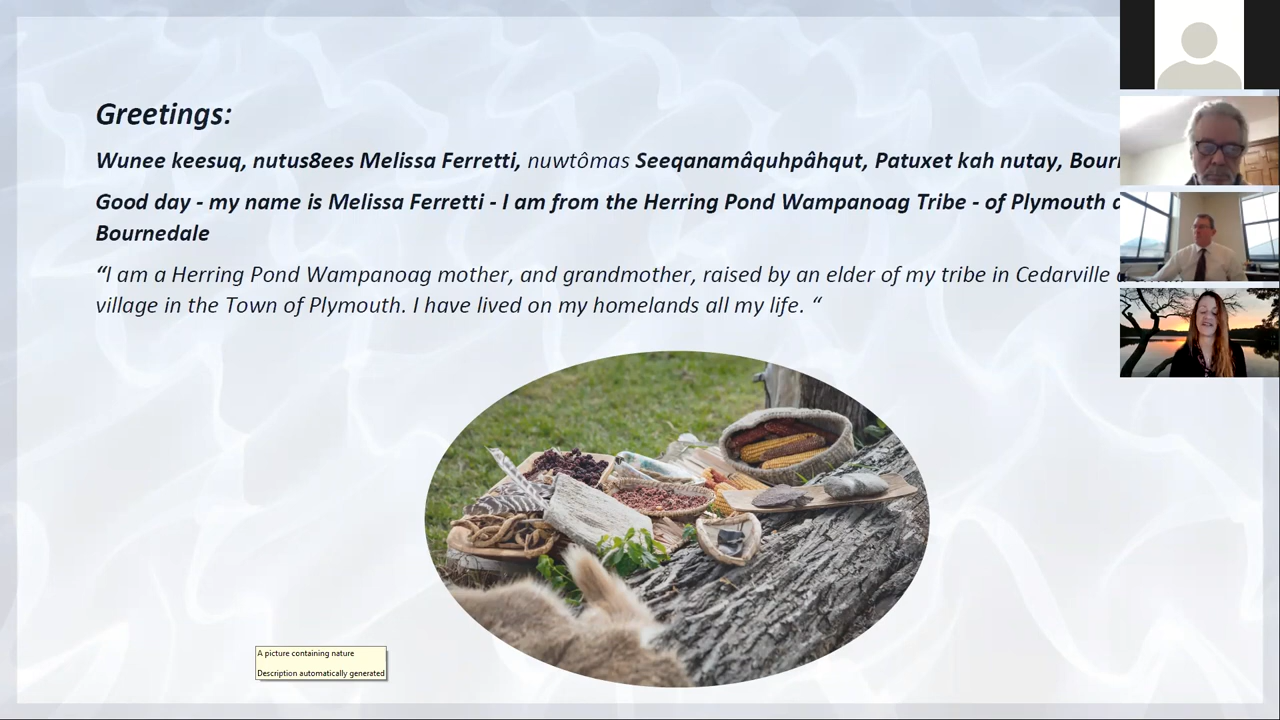 Greetings:
Wunee keesuq, nutus8ees Melissa Ferretti, nuwtômas Seeqanamâquhpâhqut, Patuxet kah nutay,
Good day - my name is Melissa Ferretti - I am from the Herring Pond Wampanoag Tribe - of Plymouth
Bournedale
“I am a Herring Pond Wampanoag mother, and grandmother, raised by an elder of my tribe in Cedarville
village in the Town of Plymouth. I have lived on my homelands all my life. “
A picture containing nature
Description automatically generated